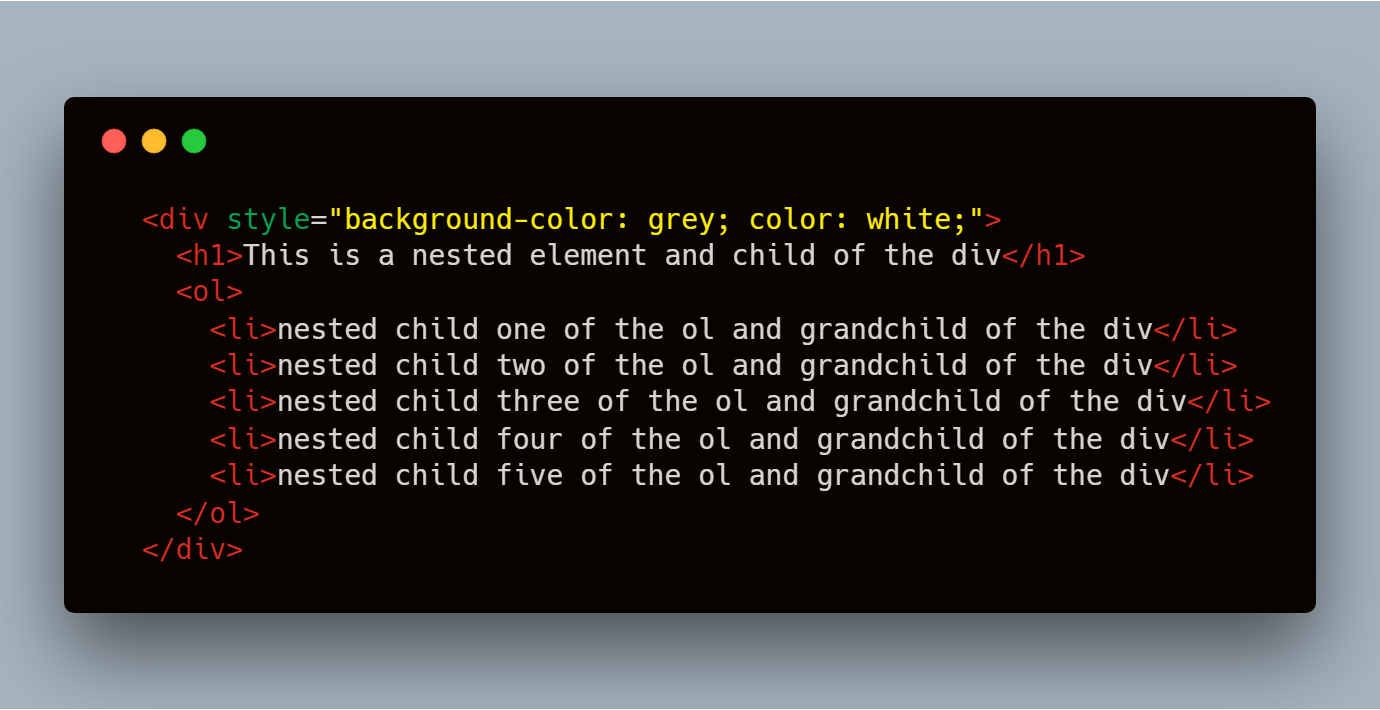 <div style="background-color: grey; color: white;">
  <h1>This is a nested element and child of the div</h1>
  <ol>
    <li>nested child one of the ol and grandchild of the div</li>
    <li>nested child two of the ol and grandchild of the div</li>
    <li>nested child three of the ol and grandchild of the div</li>
    <li>nested child four of the ol and grandchild of the div</li>
    <li>nested child five of the ol and grandchild of the div</li>
  </ol>
</div>